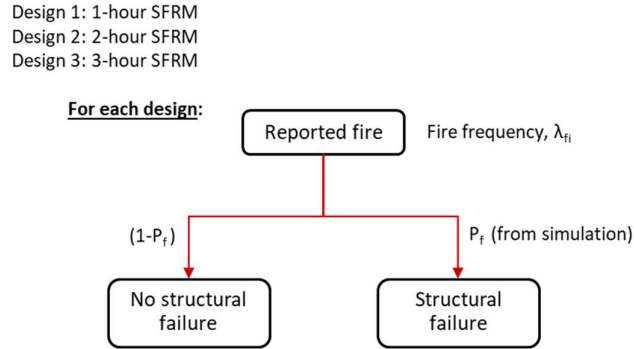 Design 1: 1-hour SFRM
Design 2: 2-hour SFRM
Design 3: 3-hour SFRM
For each design:
Reported fire
Fire frequency, λfi
(1-Pf)
Pf (from simulation)
No structural
failure
Structural
failure